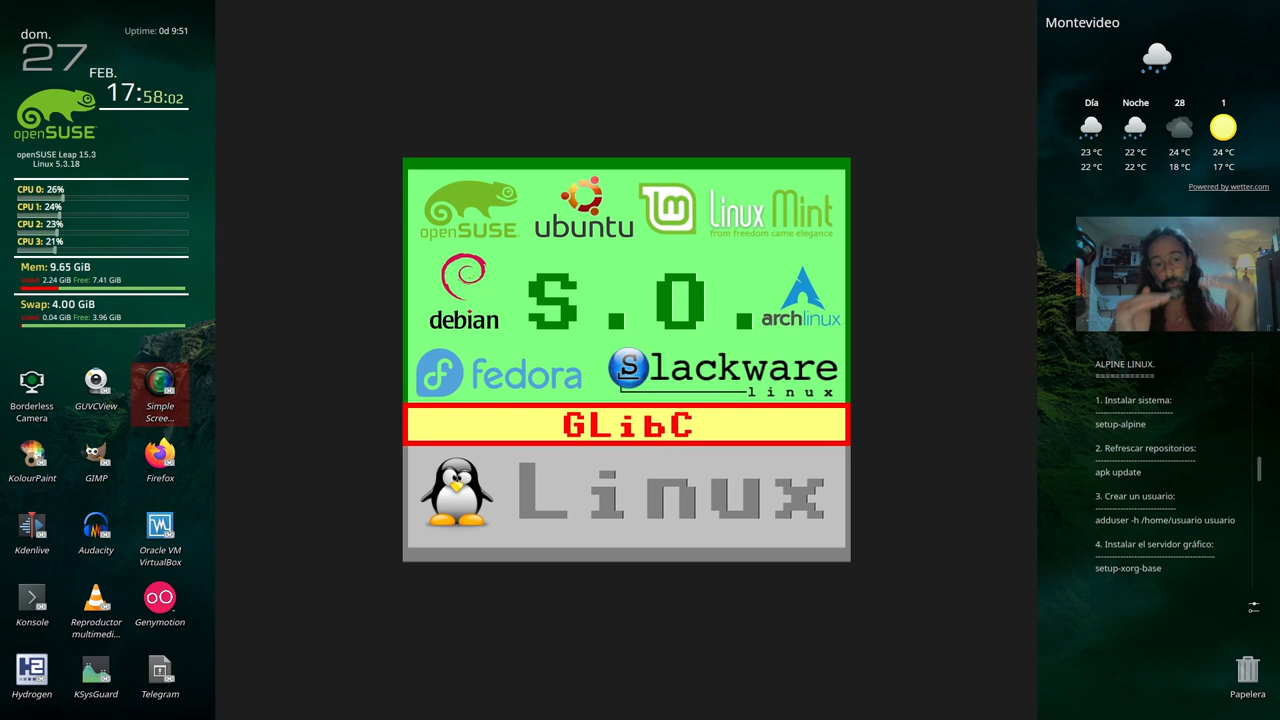 dom.
27
FEB.
Uptime: 0d 9:51
17:58:02
openSUSE
openSUSE Leap 15.3
Linux 5.3.18
CPU 0: 26%
CPU 1: 24%
CPU 2: 23%
CPU 3: 21%
Mem: 9.65 GiB
Used: 2.24 GiB Free: 7.41 GiB
Swap: 4.00 GiB
Used: 0.04 GiB Free: 3.96 GiB
Borderless
Camera
GUVCView
Simple
Scree...
KolourPaint
GIMP
Firefox
Kdenlive
Audacity
Oracle VM
VirtualBox
Konsole
Reproductor
multimedi...
Genymotion
Hydrogen
KSysGuard
Telegram
openSUSE
ubuntu
Linux Mint
from freedom came elegance
debian
S.O.
archlinux
fedora
Slackware
linux
GLibC
Linux
Montevideo
Día Noche 28 1
23 °C 22 °C 24 °C 24 °C
22 °C 22 °C 18 °C 17 °C
Powered by wetter.com
ALPINE LINUX.
============
1. Instalar sistema:
--------------------------
setup-alpine
2. Refrescar repositorios:
---------------------------------
apk update
3. Crear un usuario:
---------------------------
adduser -h /home/usuario usuario
4. Instalar el servidor gráfico:
----------------------------------------
setup-xorg-base
Papelera